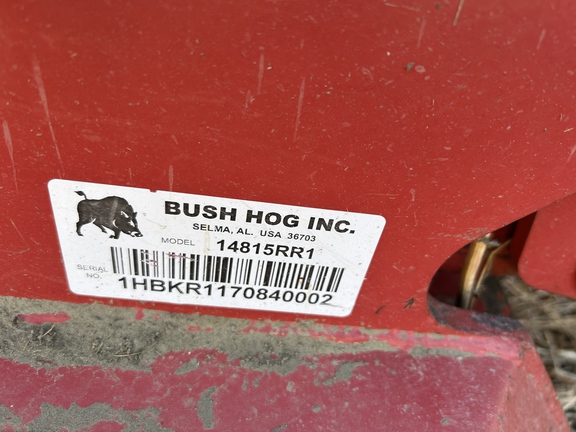 BUSH HOG INC.
SELMA, AL. USA 36703
MODEL 14815RR1
SERIAL NO. 1HBKR1170840002